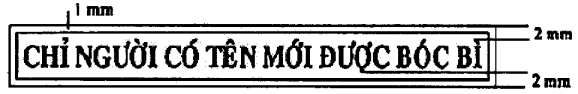 1 mm
2 mm
CHỈ NGƯỜI CÓ TÊN MỚI ĐƯỢC BÓC BÌ
2 mm